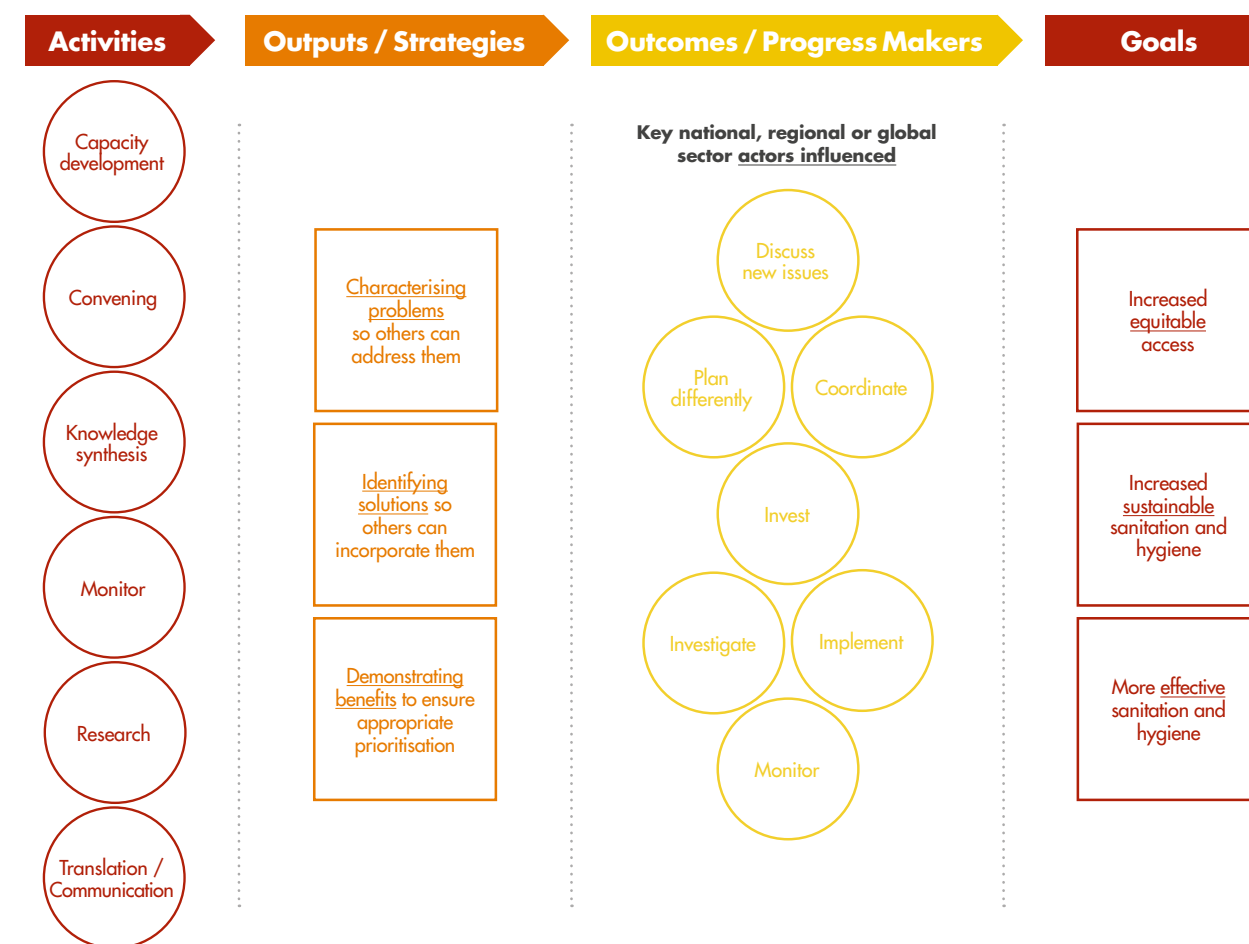 Activities
Outputs / Strategies
Outcomes / Progress Makers
Goals
Capacity
development
Convening
Knowledge
synthesis
Monitor
Research
Translation /
Communication
Characterising
problems
so others can
address them
Identifying
solutions so
others can
incorporate them
Demonstrating
benefits to ensure
appropriate
prioritisation
Key national, regional or global
sector actors influenced
Discuss
new issues
Plan
differently
Coordinate
Invest
Investigate
Implement
Monitor
Increased
equitable
access
Increased
sustainable
sanitation and
hygiene
More effective
sanitation and
hygiene